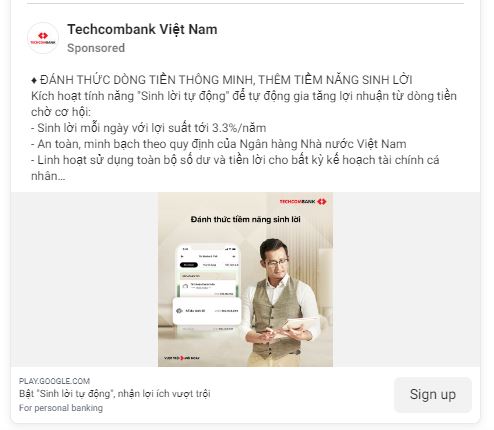 TECHCOMBANK
Techcombank Việt Nam
Sponsored
♦ ĐÁNH THỨC DÒNG TIỀN THÔNG MINH, THÊM TIỀM NĂNG SINH LỜI
Kích hoạt tính năng "Sinh lời tự động" để tự động gia tăng lợi nhuận từ dòng tiền
chờ cơ hội:
- Sinh lời mỗi ngày với lợi suất tới 3.3%/năm
- An toàn, minh bạch theo quy định của Ngân hàng Nhà nước Việt Nam
- Linh hoạt sử dụng toàn bộ số dư và tiền lời cho bất kỳ kế hoạch tài chính cá
nhân...
TECHCOMBANK
Đánh thức tiềm năng sinh lời
VƯỢT TRỘI MỖI NGÀY
PLAY.GOOGLE.COM
Bật "Sinh lời tự động", nhận lợi ích vượt trội
For personal banking
Sign up